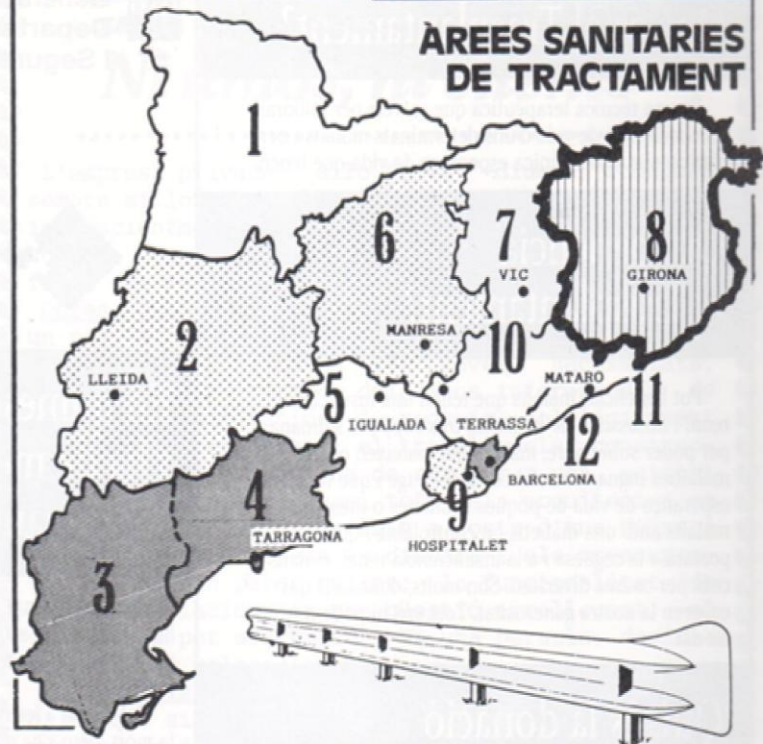 ÀREES SANITARIES
DE TRACTAMENT
1
6
7
8
VIC
GIRONA
2
MANRESA
10
LLEIDA
5
MATARO
11
IGUALADA
TERRASSA
12
4
BARCELONA
9
TARRAGONA
HOSPITALET
3